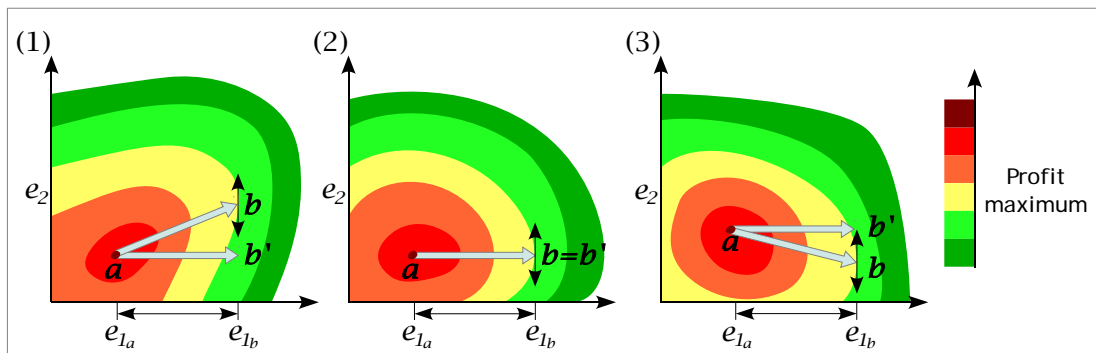 (1)
(2)
(3)
e2
b
b'
a
e1a
e1b
e2
b=b'
a
e1a
e1b
e2
b'
a
b
e1a
e1b
Profit
maximum